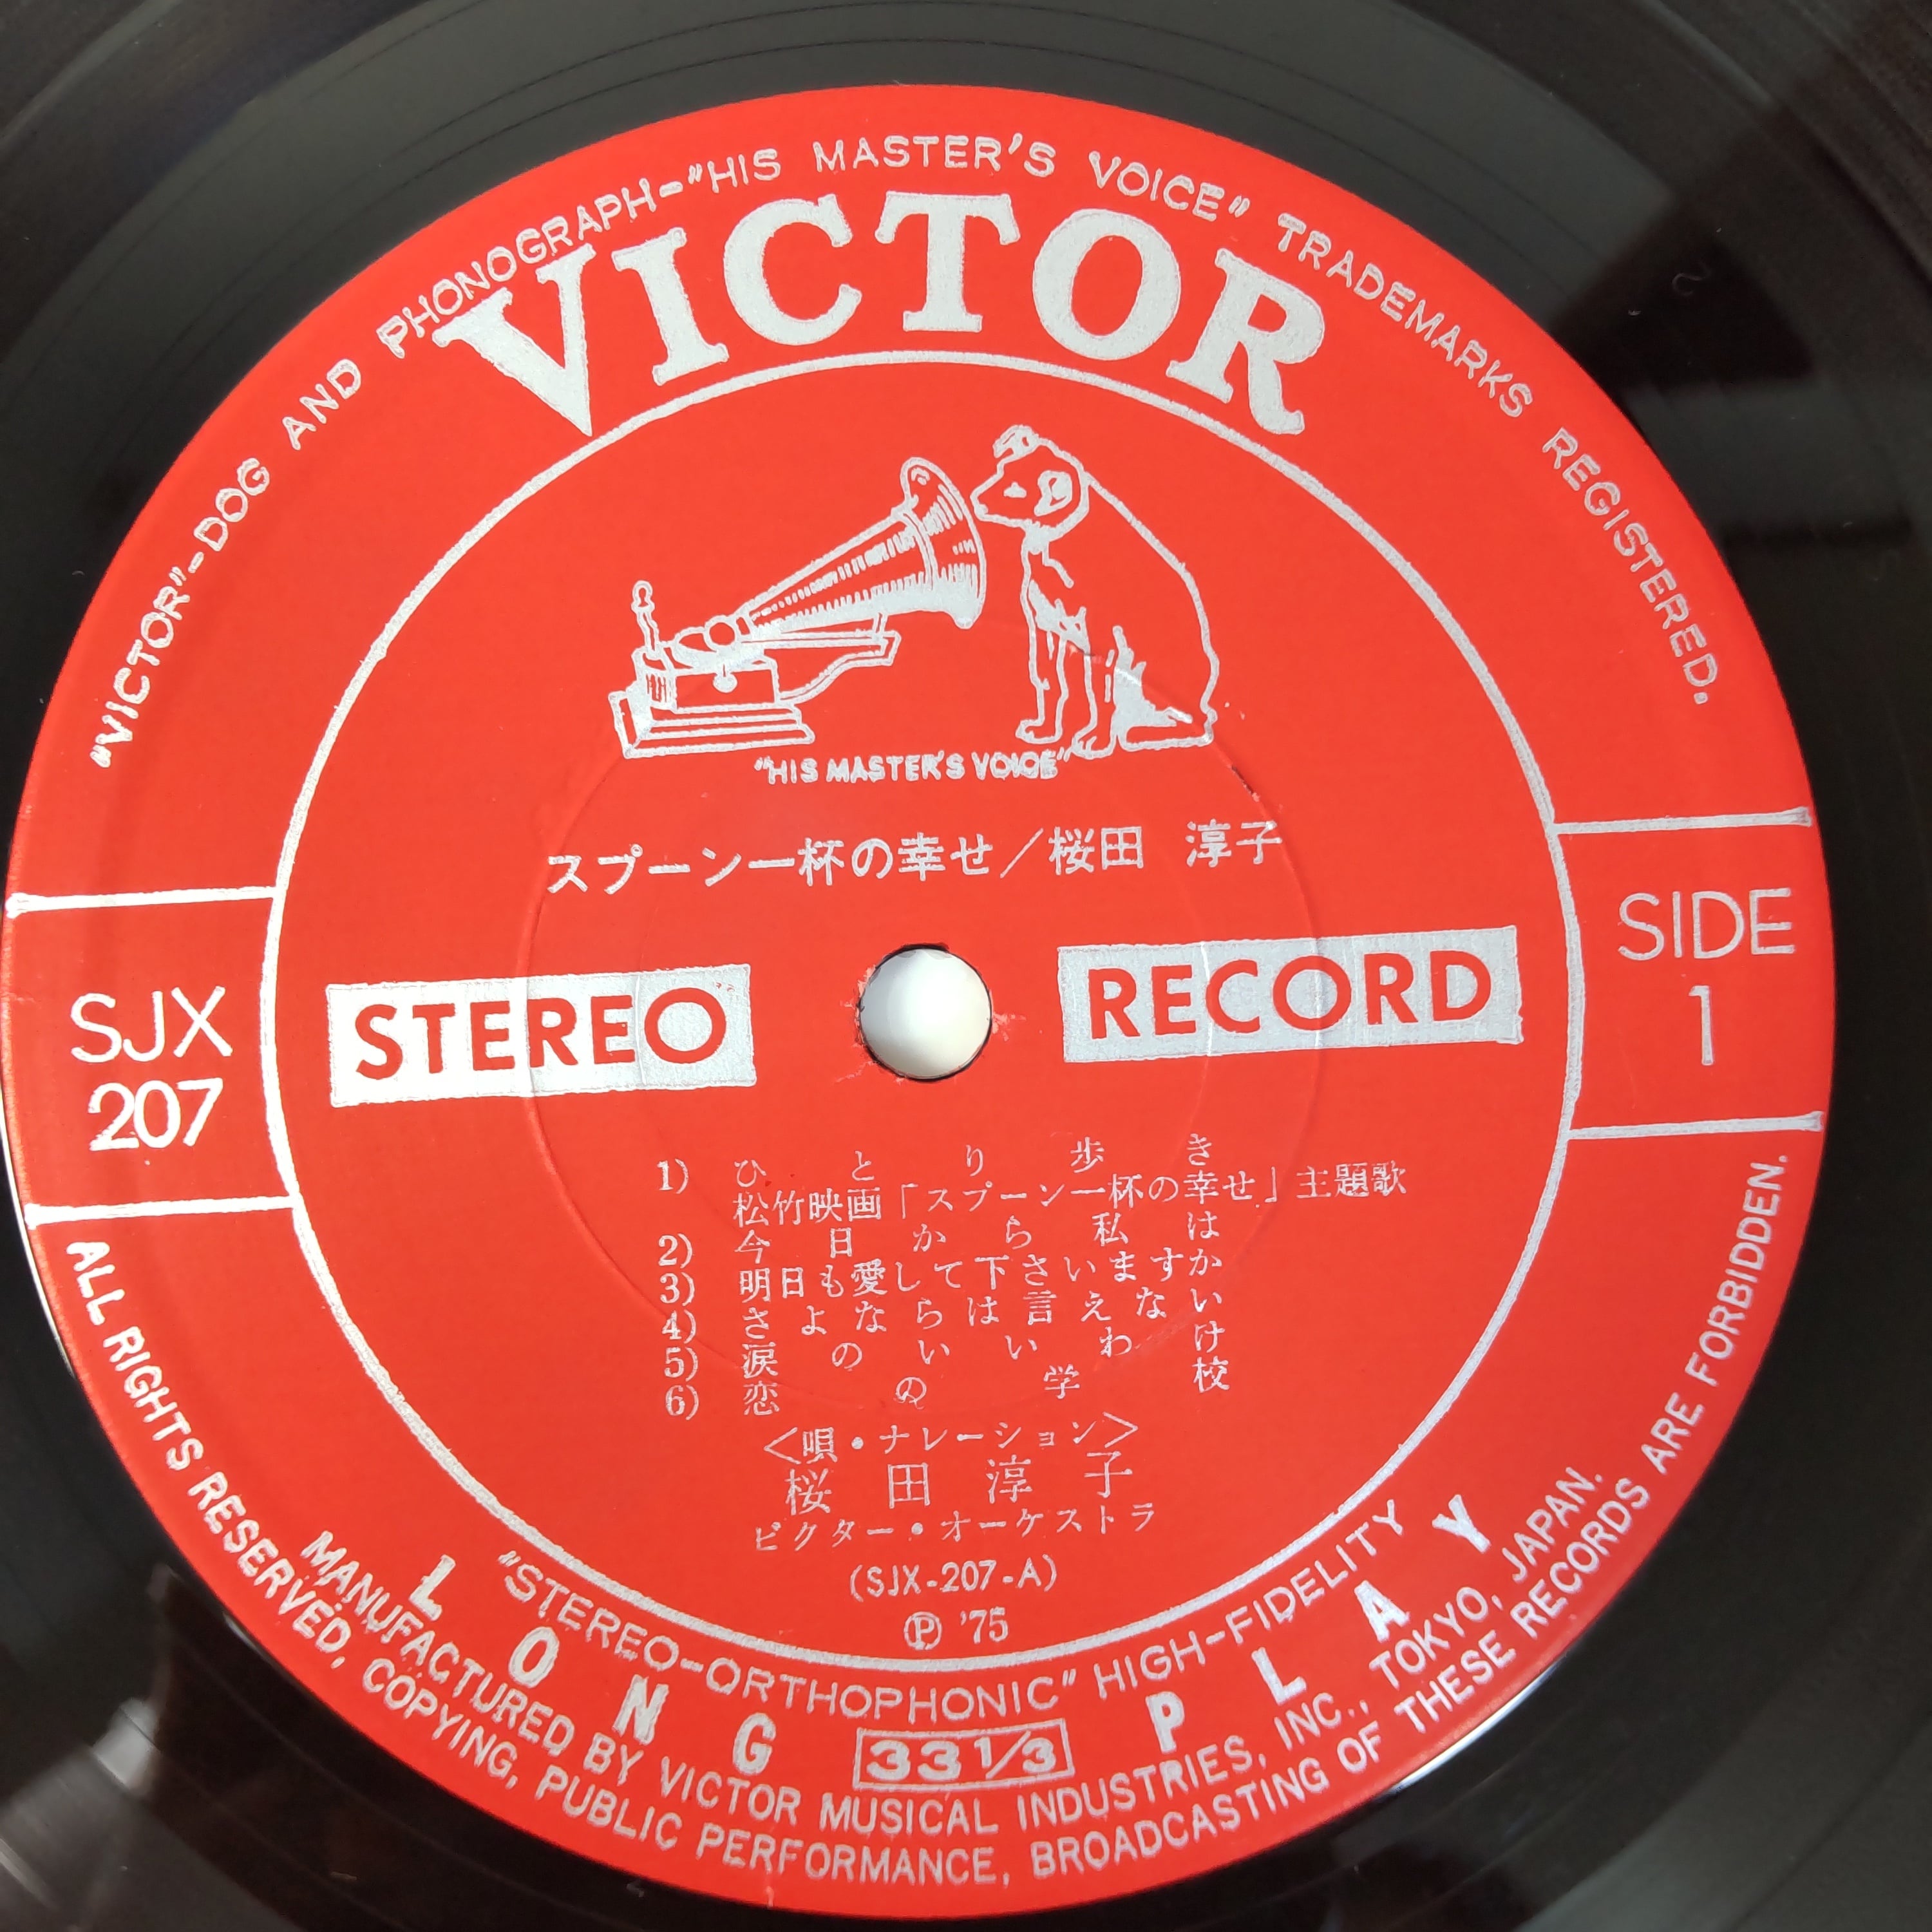 "VICTOR"-DOG AND PHONOGRAPH-"HIS MASTER'S VOICE" TRADEMARKS REGISTERED.
VICTOR
"HIS MASTER'S VOICE"
スプーン一杯の幸せ／桜田 淳子
SJX
207
STEREO
RECORD
SIDE
1
1) ひとり歩き
松竹映画「スプーン一杯の幸せ」主題歌
2) 今日から私は
3) 明日も愛して下さいますか
4) さよならは言えない
5) 涙のいいわけ
6) 恋の学校
<唄・ナレーション>
桜田淳子
ビクター・オーケストラ
(SJX-207-A)
Ⓟ '75
"STEREO-ORTHOPHONIC" HIGH-FIDELITY
LONG 33 1/3 PLAY
MANUFACTURED BY VICTOR MUSICAL INDUSTRIES, INC., TOKYO, JAPAN.
ALL RIGHTS RESERVED, COPYING, PUBLIC PERFORMANCE, BROADCASTING OF THESE RECORDS ARE FORBIDDEN.